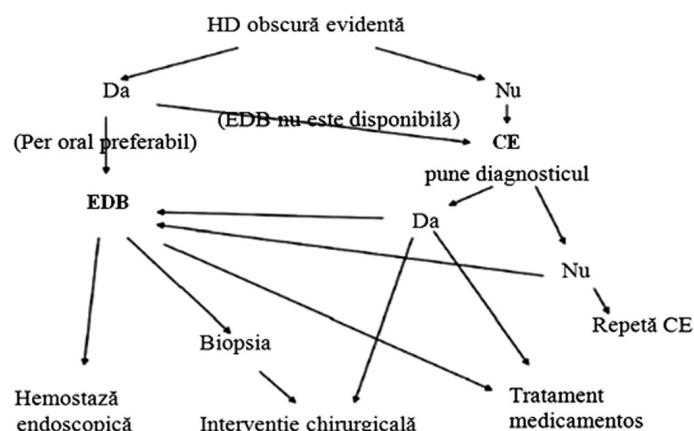 HD obscură evidentă
Da
Nu
(EDB nu este disponibilă)
(Per oral preferabil)
CE
pune diagnosticul
EDB
Da
Nu
Repetă CE
Biopsia
Hemostază
endoscopică
Intervenție chirurgicală
Tratament
medicamentos